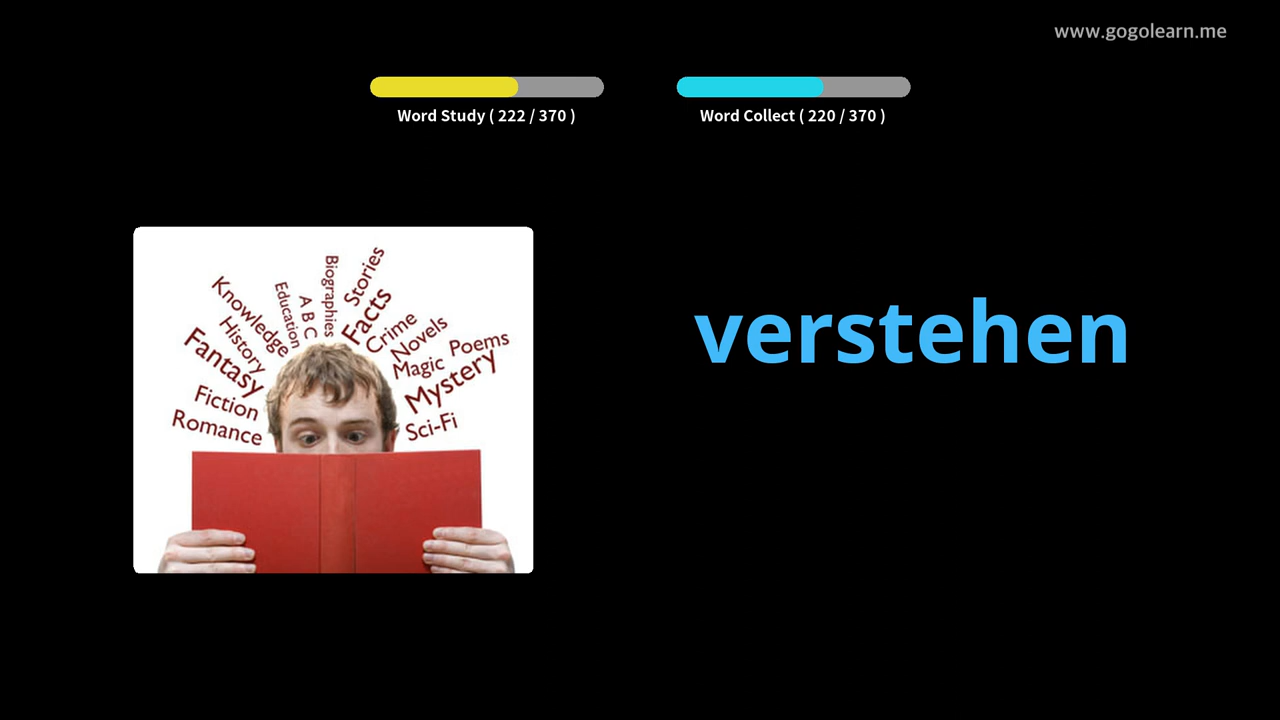 www.gogolearn.me
Word Study ( 222 / 370 )
Word Collect ( 220 / 370 )
verstehen
Knowledge
Education
A B C
Biographies
Stories
Facts
History
Crime
Novels
Poems
Fantasy
Magic
Mystery
Fiction
Romance
Sci-Fi